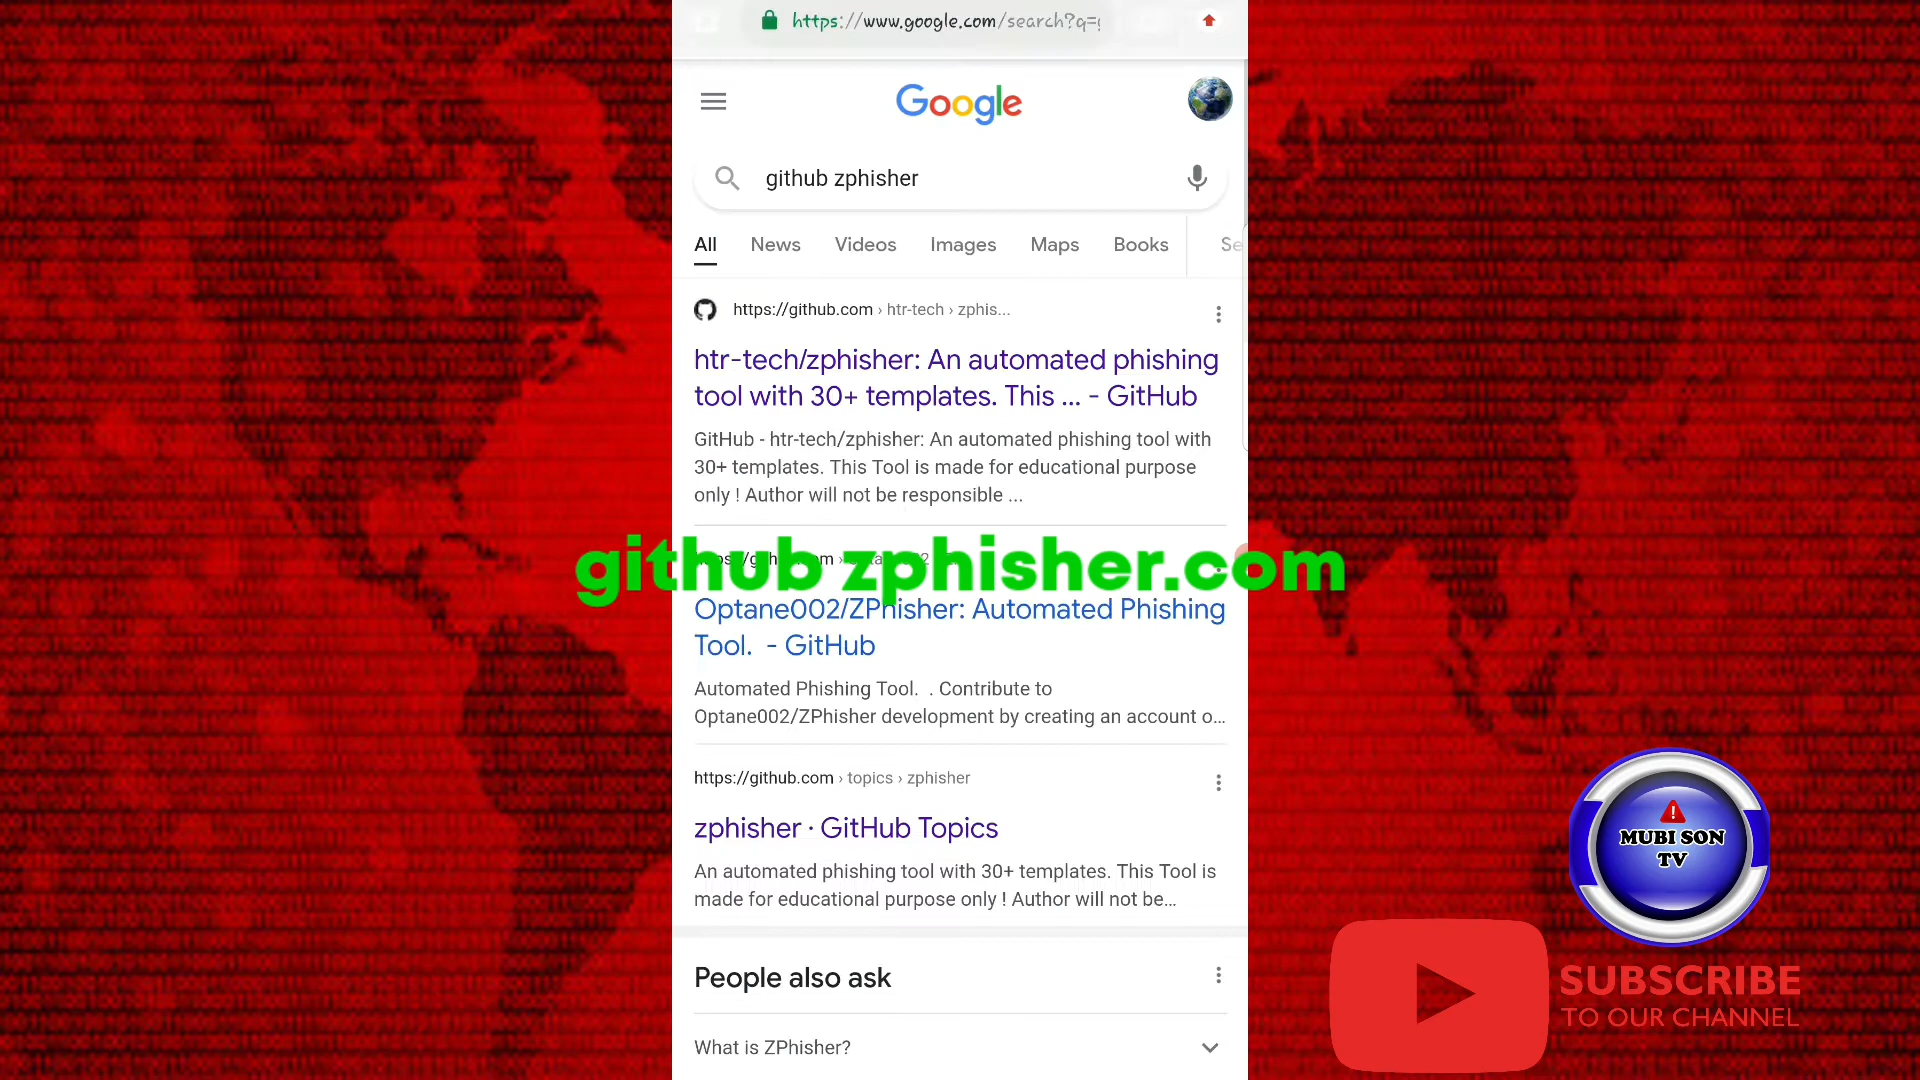 https://www.google.com/search?q=g
Google
github zphisher
All News Videos Images Maps Books Se
https://github.com › htr-tech › zphis...
htr-tech/zphisher: An automated phishing
tool with 30+ templates. This ... - GitHub
GitHub - htr-tech/zphisher: An automated phishing tool with
30+ templates. This Tool is made for educational purpose
only ! Author will not be responsible ...
github zphisher.com
Optane002/ZPhisher: Automated Phishing
Tool. - GitHub
Automated Phishing Tool. . Contribute to
Optane002/ZPhisher development by creating an account o...
https://github.com › topics › zphisher
zphisher · GitHub Topics
An automated phishing tool with 30+ templates. This Tool is
made for educational purpose only ! Author will not be...
People also ask
What is ZPhisher?
MUBI SON
TV
SUBSCRIBE
TO OUR CHANNEL